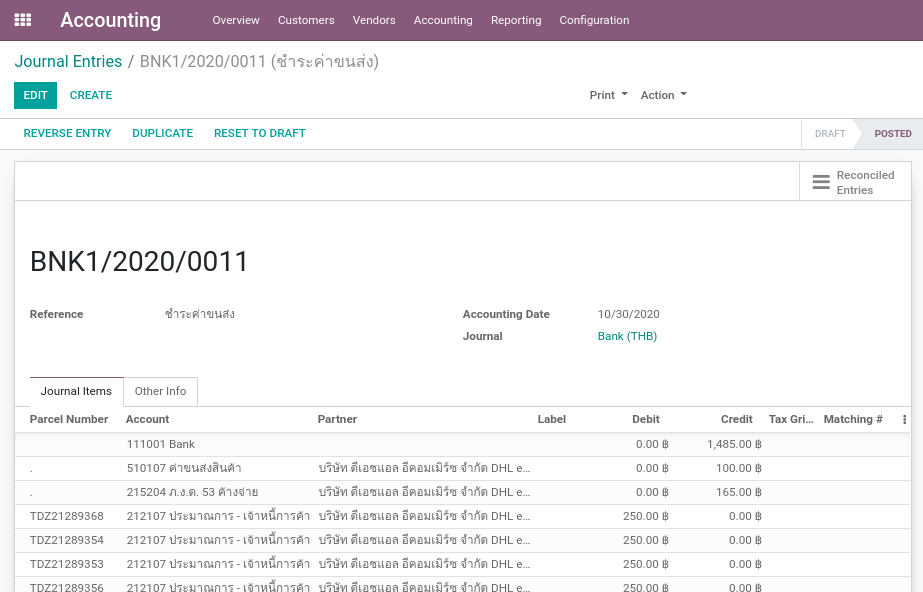 Accounting Overview Customers Vendors Accounting Reporting Configuration
Journal Entries / BNK1/2020/0011 (ชำระค่าขนส่ง)
EDIT CREATE Print Action
REVERSE ENTRY DUPLICATE RESET TO DRAFT DRAFT POSTED
Reconciled
Entries
BNK1/2020/0011
Reference ชำระค่าขนส่ง Accounting Date 10/30/2020
Journal Bank (THB)
Journal Items Other Info
Parcel Number Account Partner Label Debit Credit Tax Gri... Matching #
111001 Bank 0.00 ฿ 1,485.00 ฿
. 510107 ค่าขนส่งสินค้า บริษัท ดีเอชแอล อีคอมเมิร์ซ จำกัด DHL e... 0.00 ฿ 100.00 ฿
. 215204 ภ.ง.ด. 53 ค้างจ่าย บริษัท ดีเอชแอล อีคอมเมิร์ซ จำกัด DHL e... 0.00 ฿ 165.00 ฿
TDZ21289368 212107 ประมาณการ - เจ้าหนี้การค้า บริษัท ดีเอชแอล อีคอมเมิร์ซ จำกัด DHL e... 250.00 ฿ 0.00 ฿
TDZ21289354 212107 ประมาณการ - เจ้าหนี้การค้า บริษัท ดีเอชแอล อีคอมเมิร์ซ จำกัด DHL e... 250.00 ฿ 0.00 ฿
TDZ21289353 212107 ประมาณการ - เจ้าหนี้การค้า บริษัท ดีเอชแอล อีคอมเมิร์ซ จำกัด DHL e... 250.00 ฿ 0.00 ฿
TDZ21289356 212107 ประมาณการ - เจ้าหนี้การค้า บริษัท ดีเอชแอล อีคอมเมิร์ซ จำกัด DHL e... 250.00 ฿ 0.00 ฿